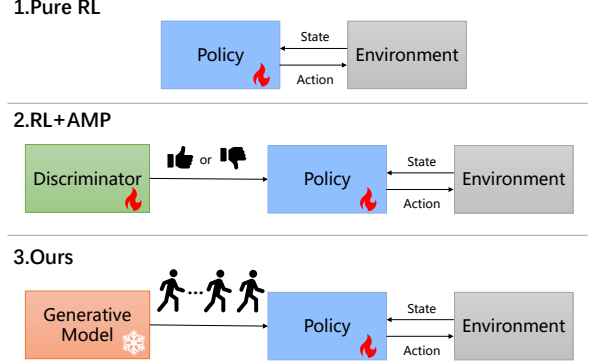 1.Pure RL
Policy
State
Action
Environment
2.RL+AMP
Discriminator
or
Policy
State
Action
Environment
3.Ours
Generative
Model
...
Policy
State
Action
Environment